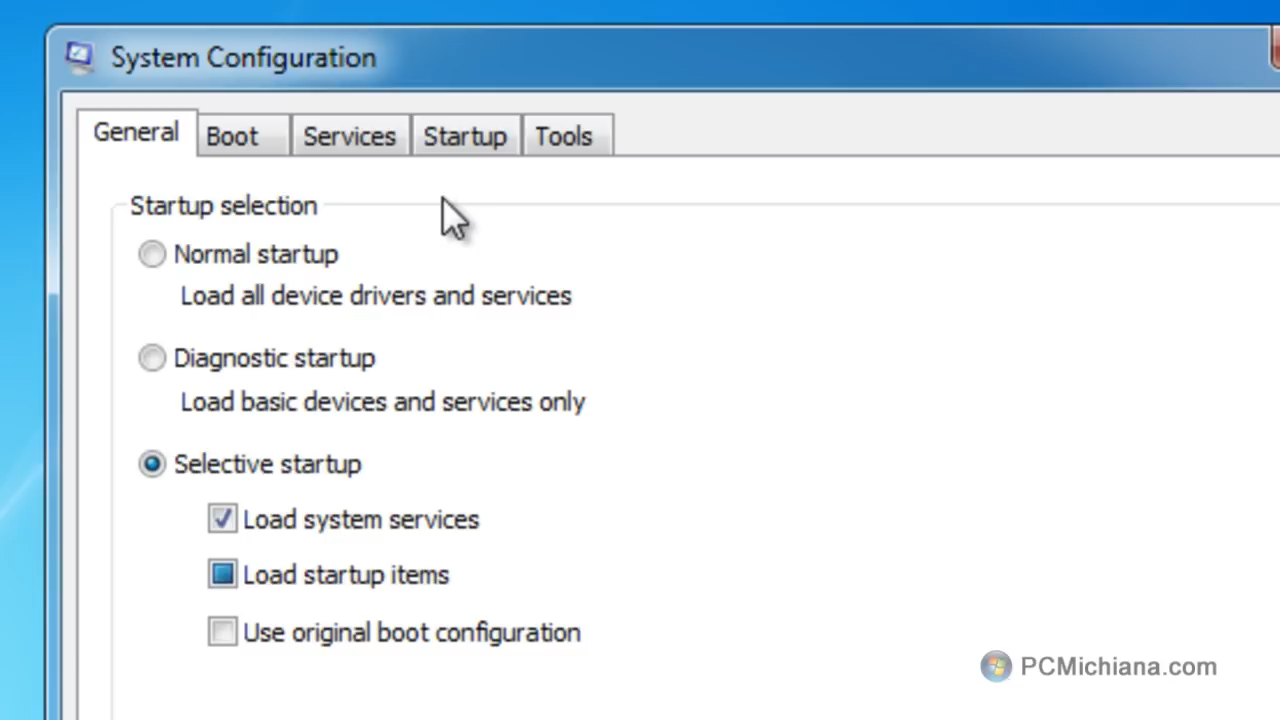 System Configuration
General
Boot
Services
Startup
Tools
Startup selection
Normal startup
Load all device drivers and services
Diagnostic startup
Load basic devices and services only
Selective startup
Load system services
Load startup items
Use original boot configuration
PCMichiana.com